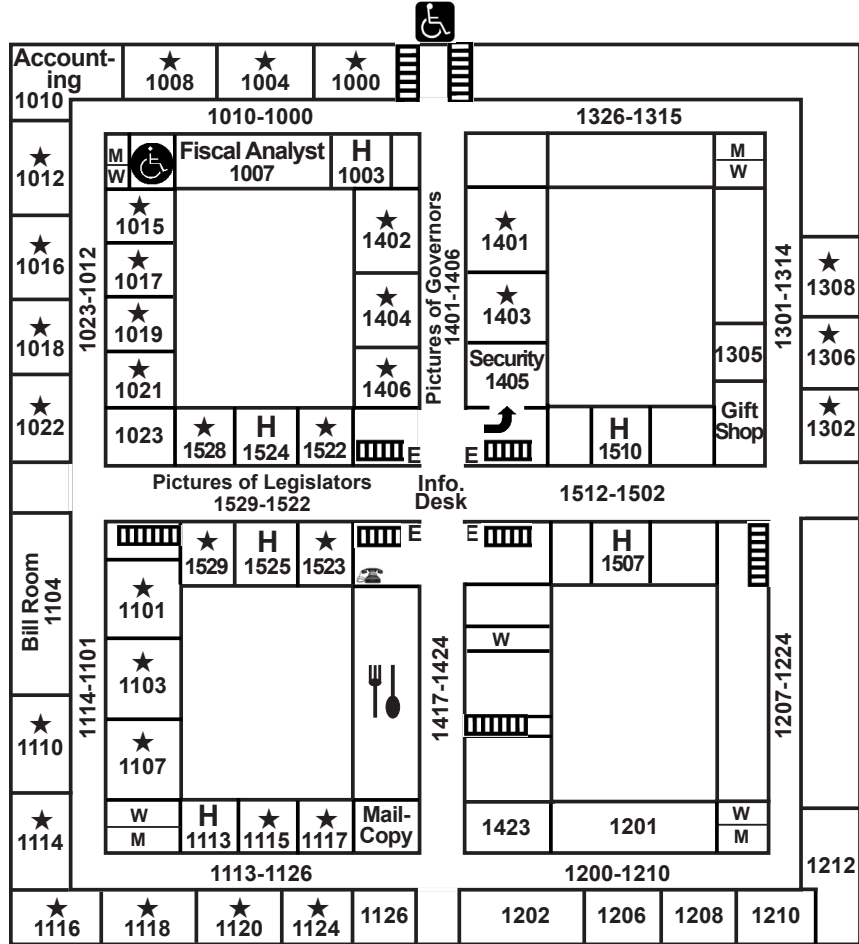 Account-
ing
1010
1008
1004
1000
1010-1000
1326-1315
1012
M
W
Fiscal Analyst
1007
H
1003
M
W
1015
1402
1401
Pictures of Governors
1401-1406
1016
1017
1023-1012
1301-1314
1308
1018
1019
1404
1403
1305
1306
1021
1406
Security
1405
1022
1023
1528
H
1524
1522
E
E
H
1510
Gift
Shop
1302
Pictures of Legislators
1529-1522
Info.
Desk
1512-1502
1529
H
1525
1523
E
E
H
1507
Bill Room
1104
1101
W
1103
1114-1101
1417-1424
1207-1224
1110
1107
1114
W
M
H
1113
1115
1117
Mail-
Copy
1423
1201
W
M
1212
1113-1126
1200-1210
1116
1118
1120
1124
1126
1202
1206
1208
1210